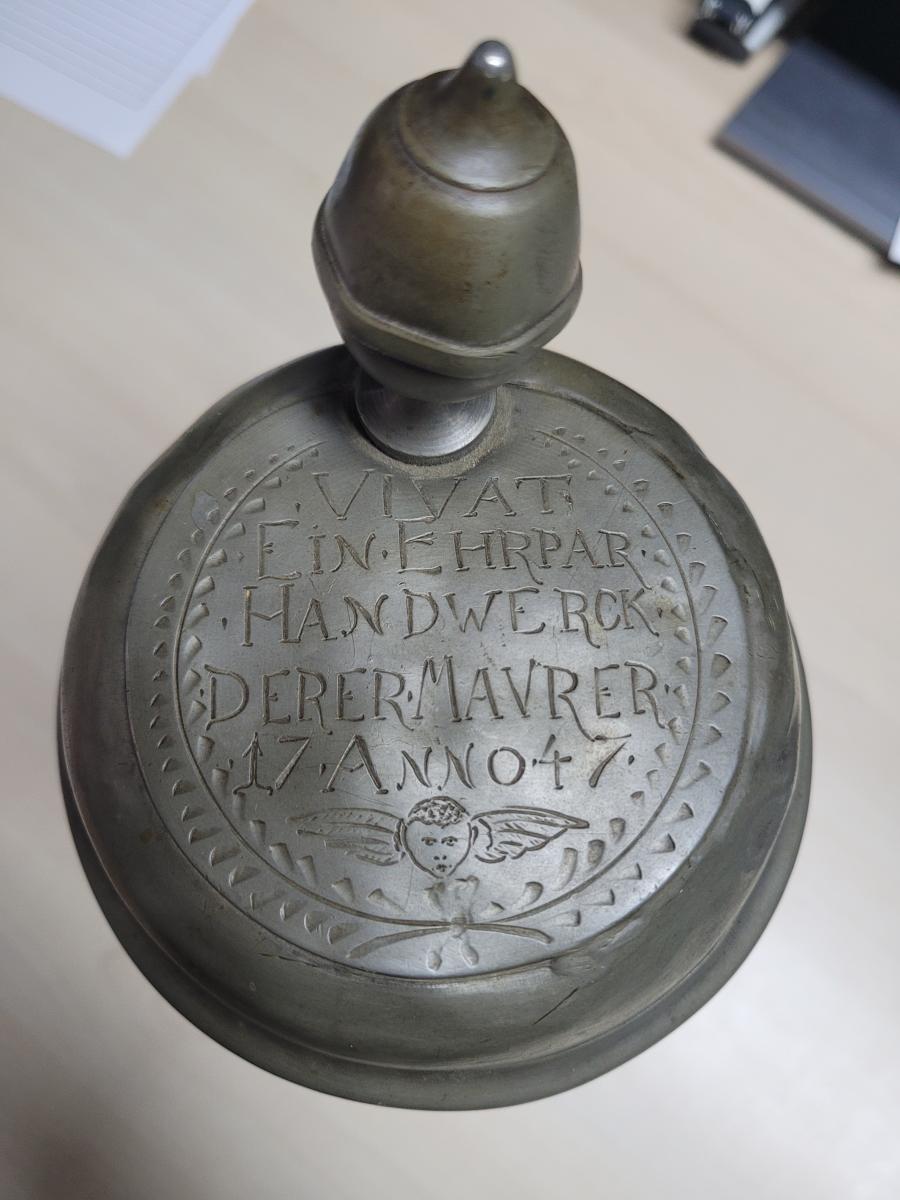 ·VIVAT·
·EIN·EHRPAR·
·HANDWERCK·
·DERER·MAVRER·
·17·ANNO·47·